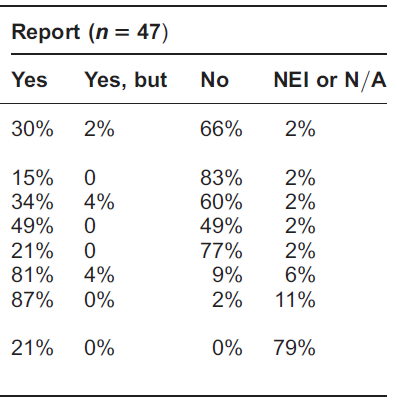 Report (n = 47)
Yes Yes, but No NEI or N/A
30% 2% 66% 2%
15% 0 83% 2%
34% 4% 60% 2%
49% 0 49% 2%
21% 0 77% 2%
81% 4% 9% 6%
87% 0% 2% 11%
21% 0% 0% 79%